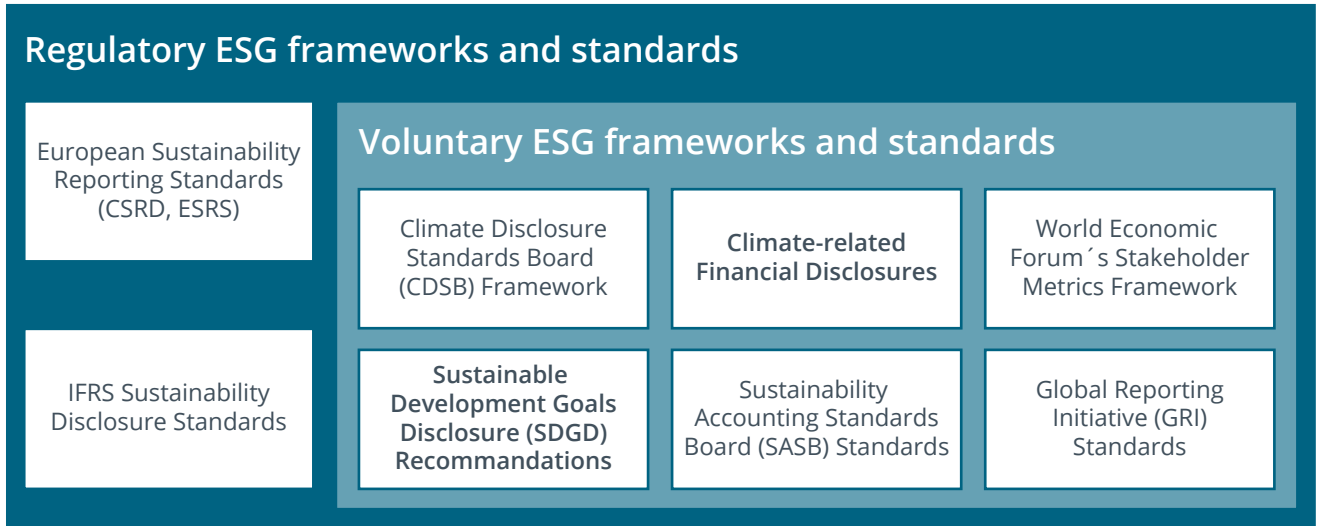 Regulatory ESG frameworks and standards
European Sustainability
Reporting Standards
(CSRD, ESRS)
IFRS Sustainability
Disclosure Standards
Voluntary ESG frameworks and standards
Climate Disclosure
Standards Board
(CDSB) Framework
Climate-related
Financial Disclosures
World Economic
Forum´s Stakeholder
Metrics Framework
Sustainable
Development Goals
Disclosure (SDGD)
Recommandations
Sustainability
Accounting Standards
Board (SASB) Standards
Global Reporting
Initiative (GRI)
Standards